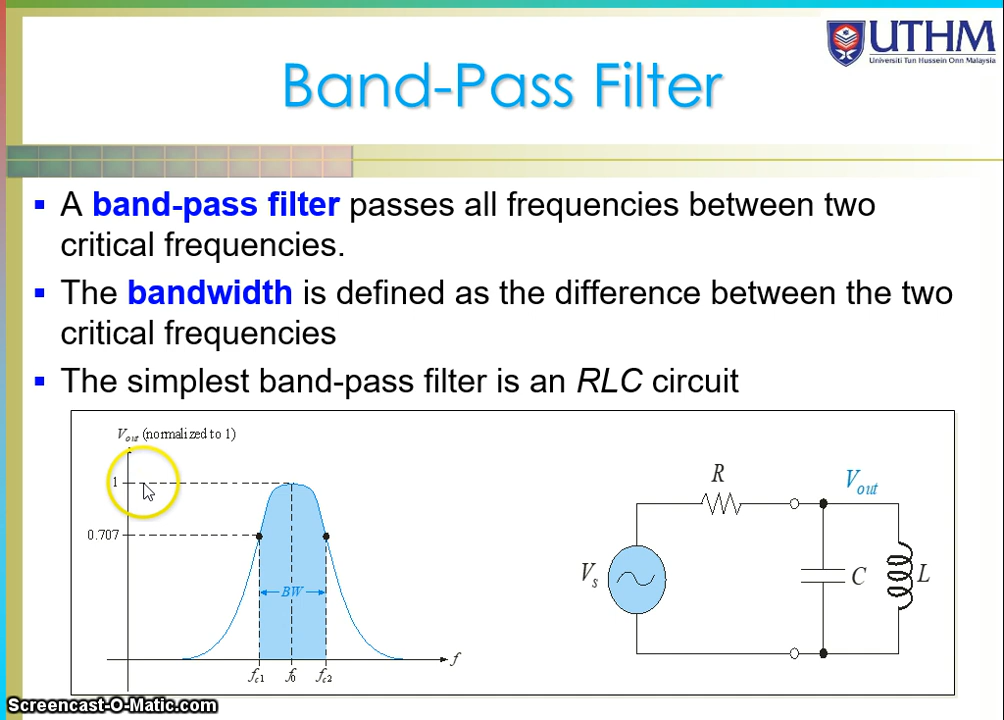 UTHM
Universiti Tun Hussein Onn Malaysia
Band-Pass Filter
▪ A band-pass filter passes all frequencies between two
critical frequencies.
▪ The bandwidth is defined as the difference between the two
critical frequencies
▪ The simplest band-pass filter is an RLC circuit
Vout (normalized to 1)
1
0.707
BW
f
fc1 f0 fc2
R
Vout
Vs
C
L
Screencast-O-Matic.com